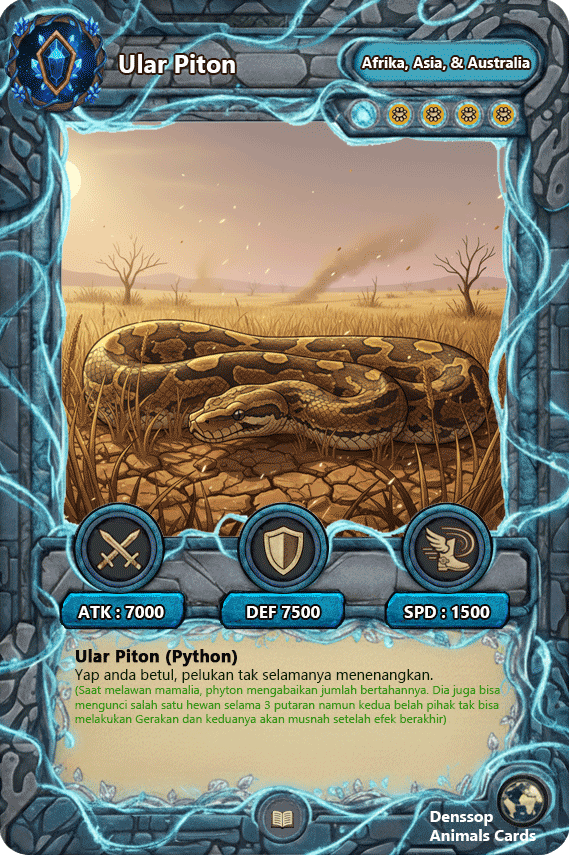 Ular Piton
Afrika, Asia, & Australia
ATK : 7000
DEF 7500
SPD : 1500
Ular Piton (Python)
Yap anda betul, pelukan tak selamanya menenangkan.
(Saat melawan mamalia, phyton mengabaikan jumlah bertahannya. Dia juga bisa
mengunci salah satu hewan selama 3 putaran namun kedua belah pihak tak bisa
melakukan Gerakan dan keduanya akan musnah setelah efek berakhir)
Denssop
Animals Cards